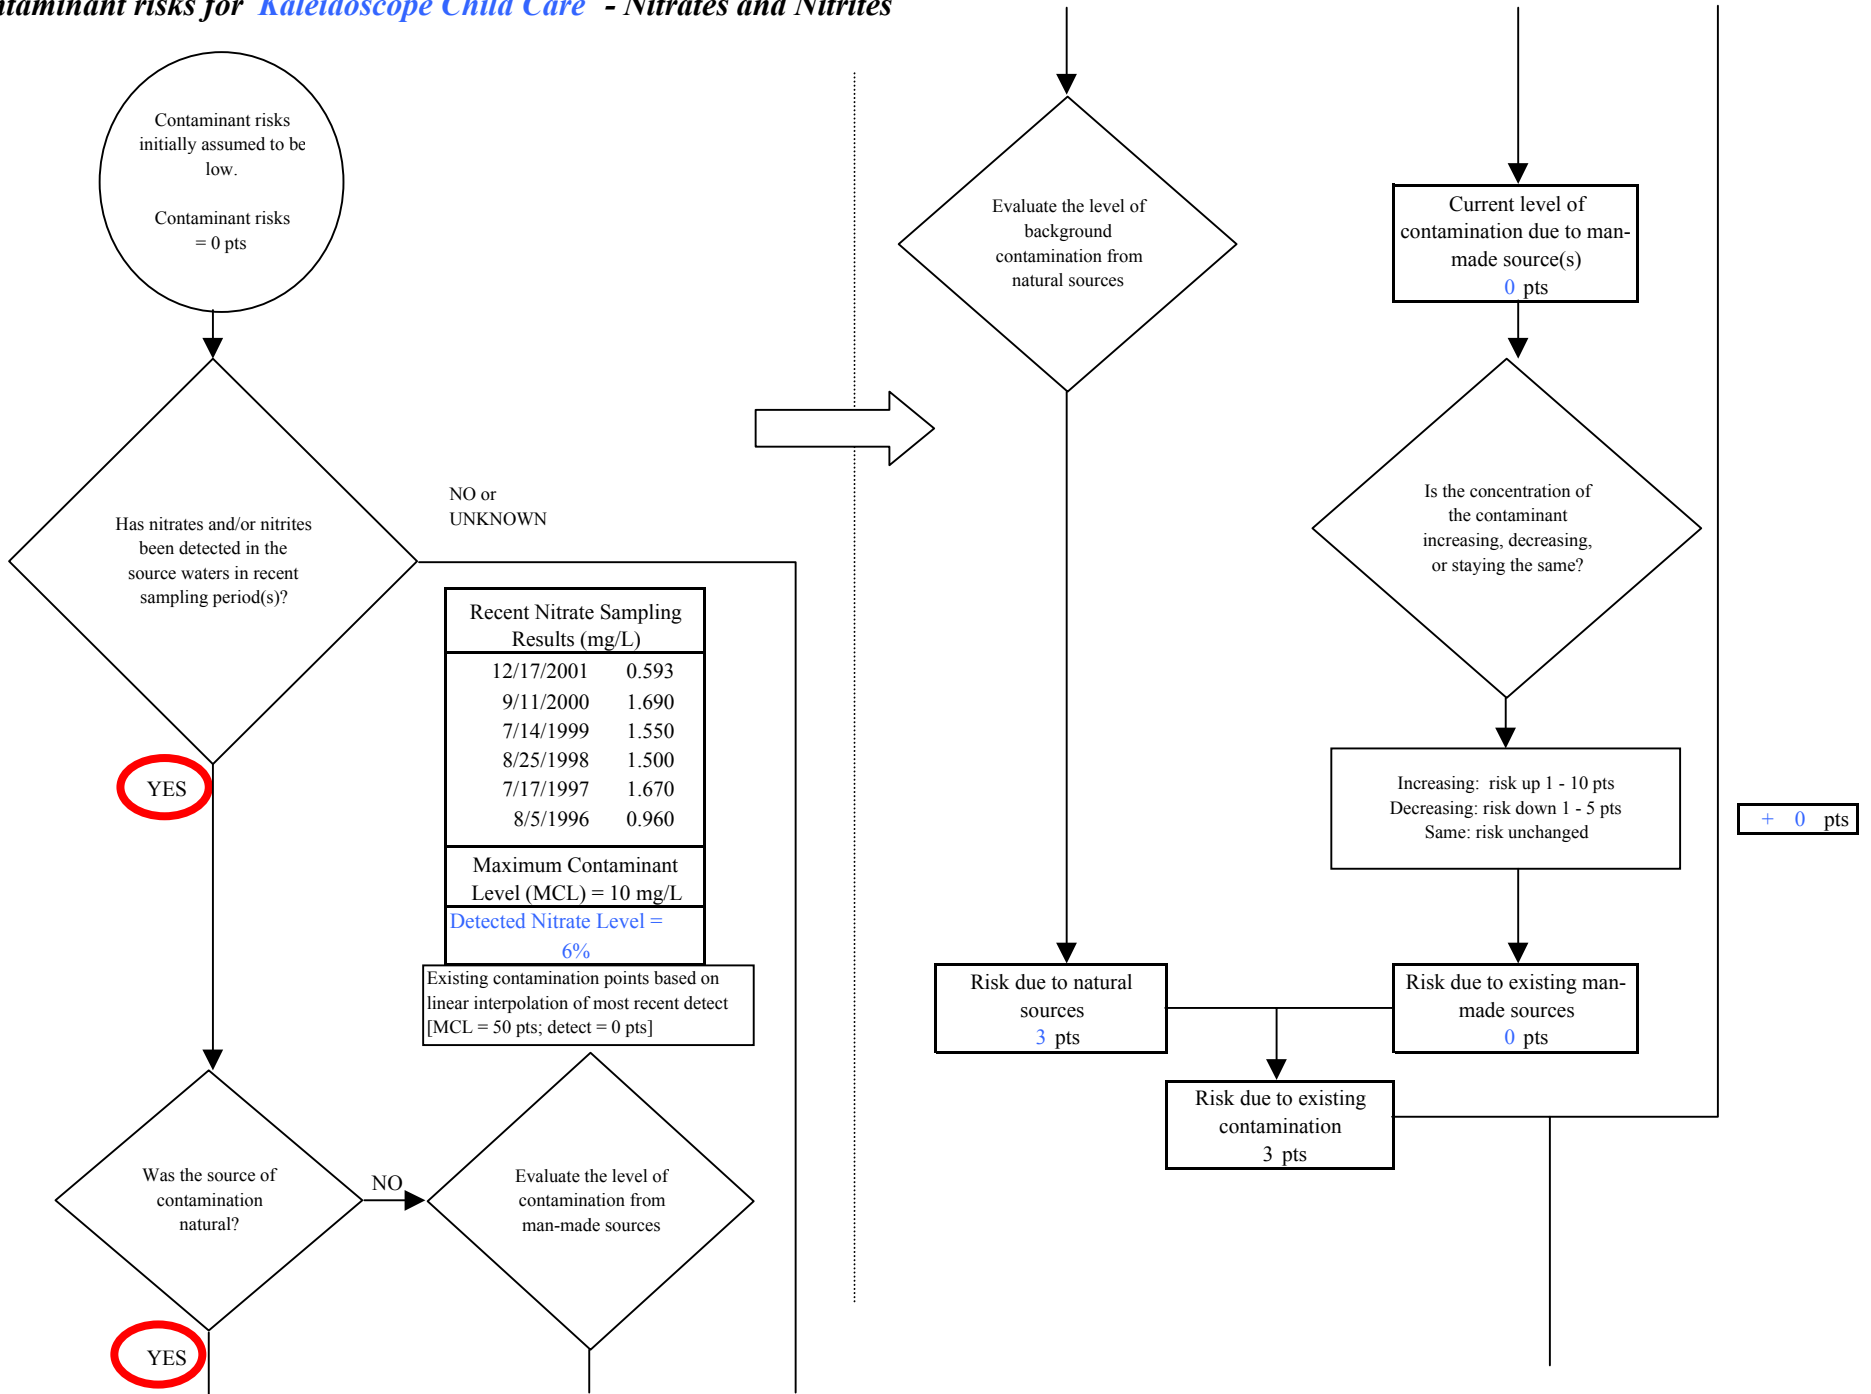 ntaminant risks for Kaleidoscope Child Care - Nitrates and Nitrites
Contaminant risks
initially assumed to be
low.
Contaminant risks
= 0 pts
Has nitrates and/or nitrites
been detected in the
source waters in recent
sampling period(s)?
NO or
UNKNOWN
YES
Recent Nitrate Sampling
Results (mg/L)
12/17/2001 0.593
9/11/2000 1.690
7/14/1999 1.550
8/25/1998 1.500
7/17/1997 1.670
8/5/1996 0.960
Maximum Contaminant
Level (MCL) = 10 mg/L
Detected Nitrate Level =
6%
Existing contamination points based on
linear interpolation of most recent detect
[MCL = 50 pts; detect = 0 pts]
Was the source of
contamination
natural?
NO
Evaluate the level of
contamination from
man-made sources
YES
Evaluate the level of
background
contamination from
natural sources
Current level of
contamination due to man-
made source(s)
0 pts
Is the concentration of
the contaminant
increasing, decreasing,
or staying the same?
Increasing: risk up 1 - 10 pts
Decreasing: risk down 1 - 5 pts
Same: risk unchanged
+ 0 pts
Risk due to natural
sources
3 pts
Risk due to existing man-
made sources
0 pts
Risk due to existing
contamination
3 pts